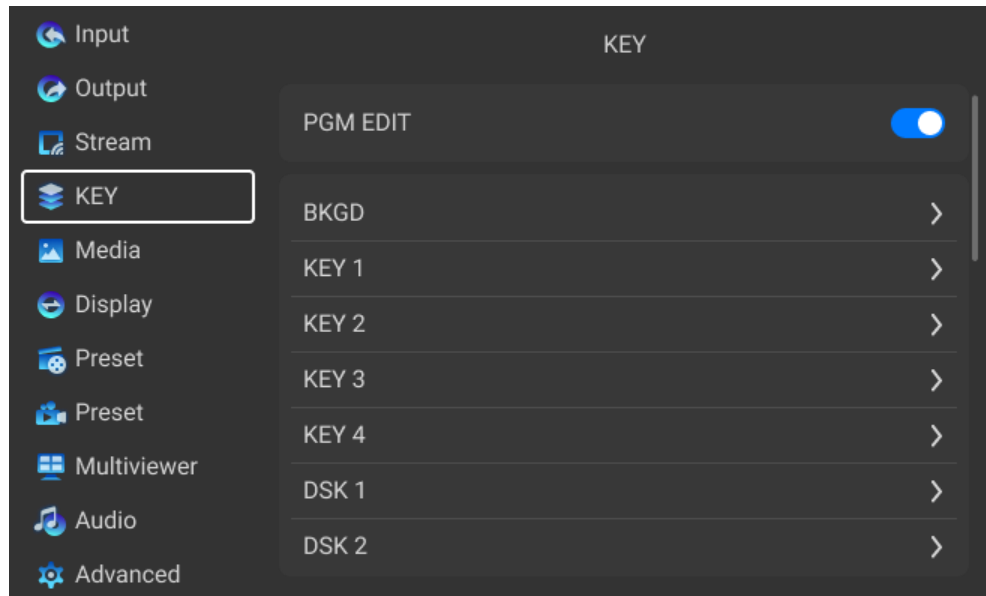 Input
Output
Stream
KEY
Media
Display
Preset
Preset
Multiviewer
Audio
Advanced
KEY
PGM EDIT
BKGD
KEY 1
KEY 2
KEY 3
KEY 4
DSK 1
DSK 2